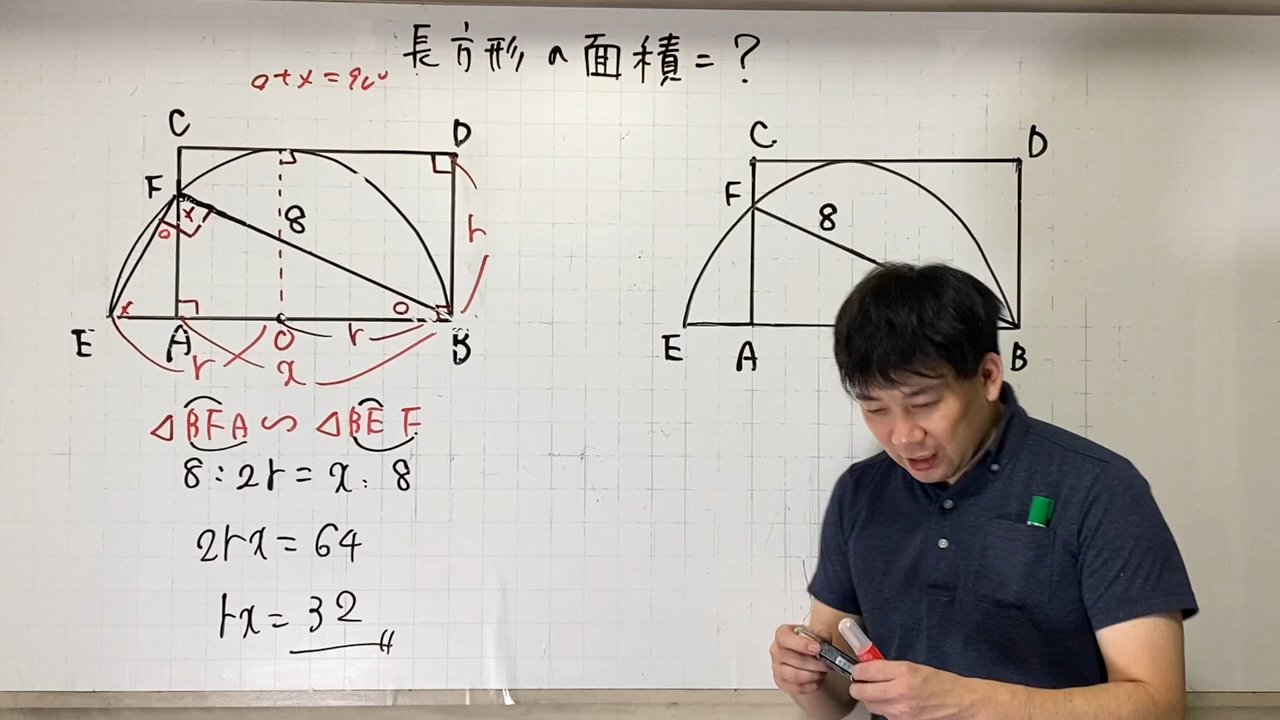 長方形の面積=?
○+×=90°
C
D
F
×
8
○
r
×
○
E
A
O
r
B
r
x
△BFA∽△BEF
8:2r=x:8
2rx=64
rx=32
C
D
F
8
E
A
B